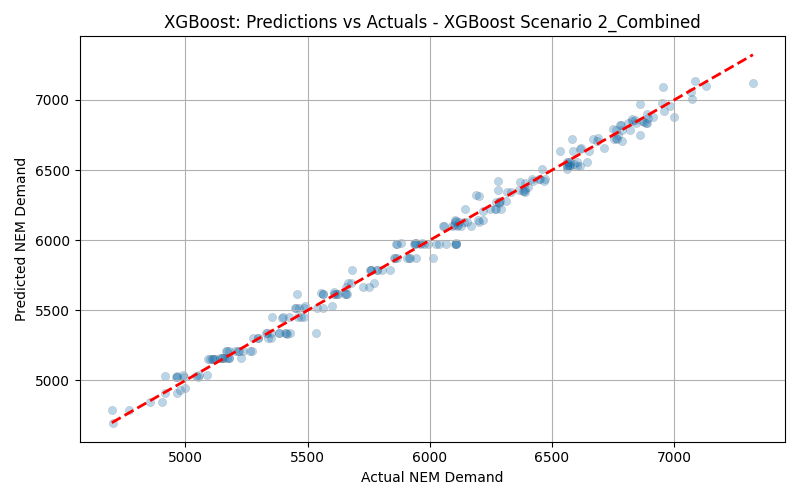 XGBoost: Predictions vs Actuals - XGBoost Scenario 2_Combined
Predicted NEM Demand
7000
6500
6000
5500
5000
5000 5500 6000 6500 7000
Actual NEM Demand